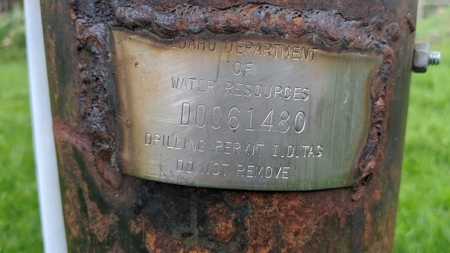 IDAHO DEPARTMENT
OF
WATER RESOURCES
D0061480
DRILLING PERMIT I.D. TAG
DO NOT REMOVE